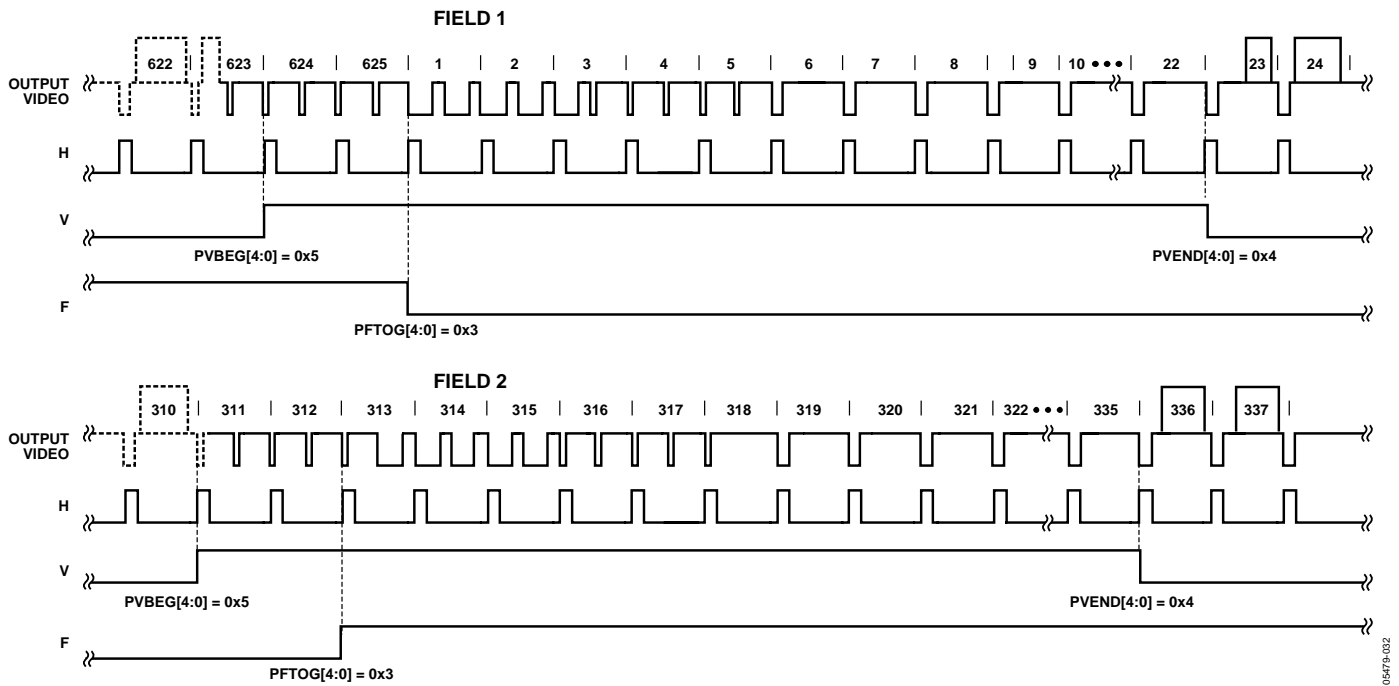 FIELD 1
622 623 624 625 1 2 3 4 5 6 7 8 9 10 ••• 22 23 24
OUTPUT
VIDEO
H
V
PVBEG[4:0] = 0x5
PVEND[4:0] = 0x4
F
PFTOG[4:0] = 0x3
FIELD 2
310 311 312 313 314 315 316 317 318 319 320 321 322 ••• 335 336 337
OUTPUT
VIDEO
H
V
PVBEG[4:0] = 0x5
PVEND[4:0] = 0x4
F
PFTOG[4:0] = 0x3
05479-032